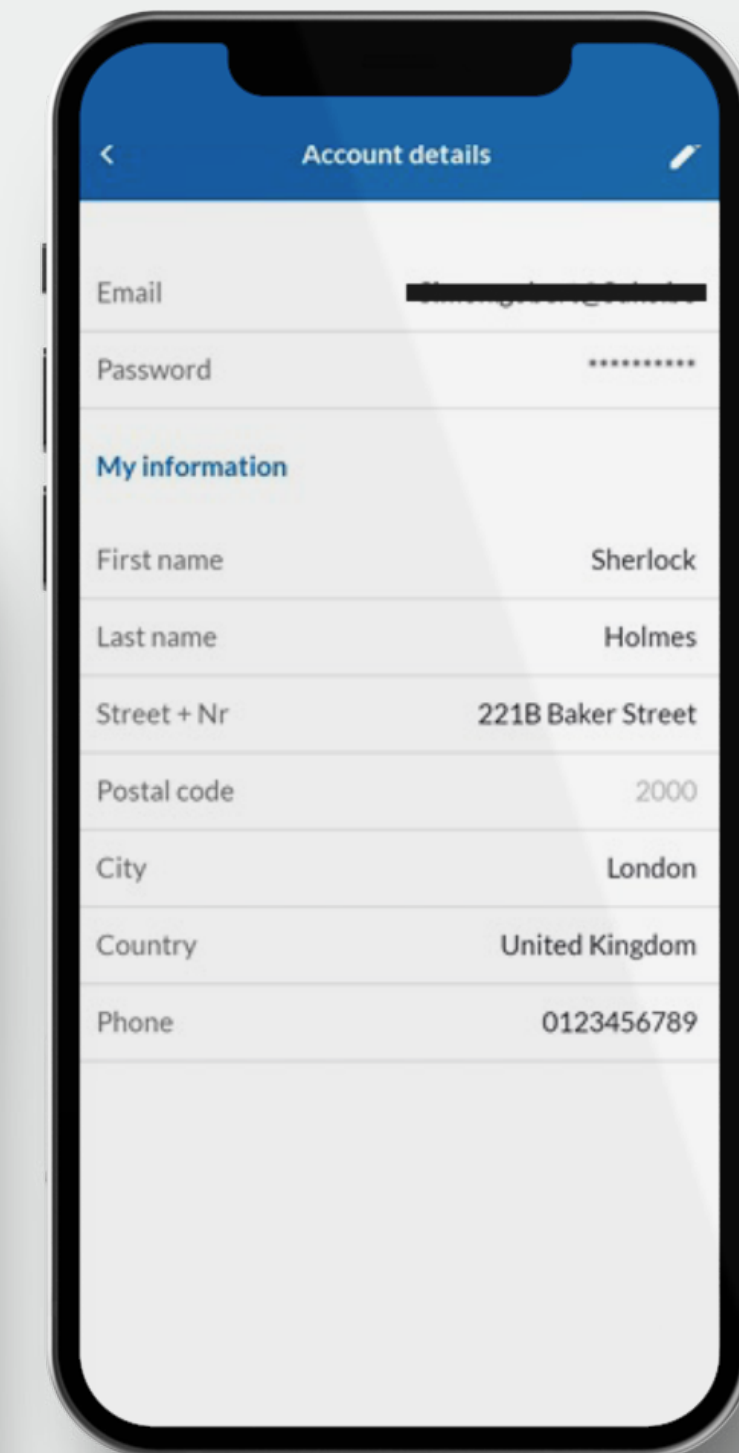 Account details
Email
Password **********
My information
First name Sherlock
Last name Holmes
Street + Nr 221B Baker Street
Postal code 2000
City London
Country United Kingdom
Phone 0123456789